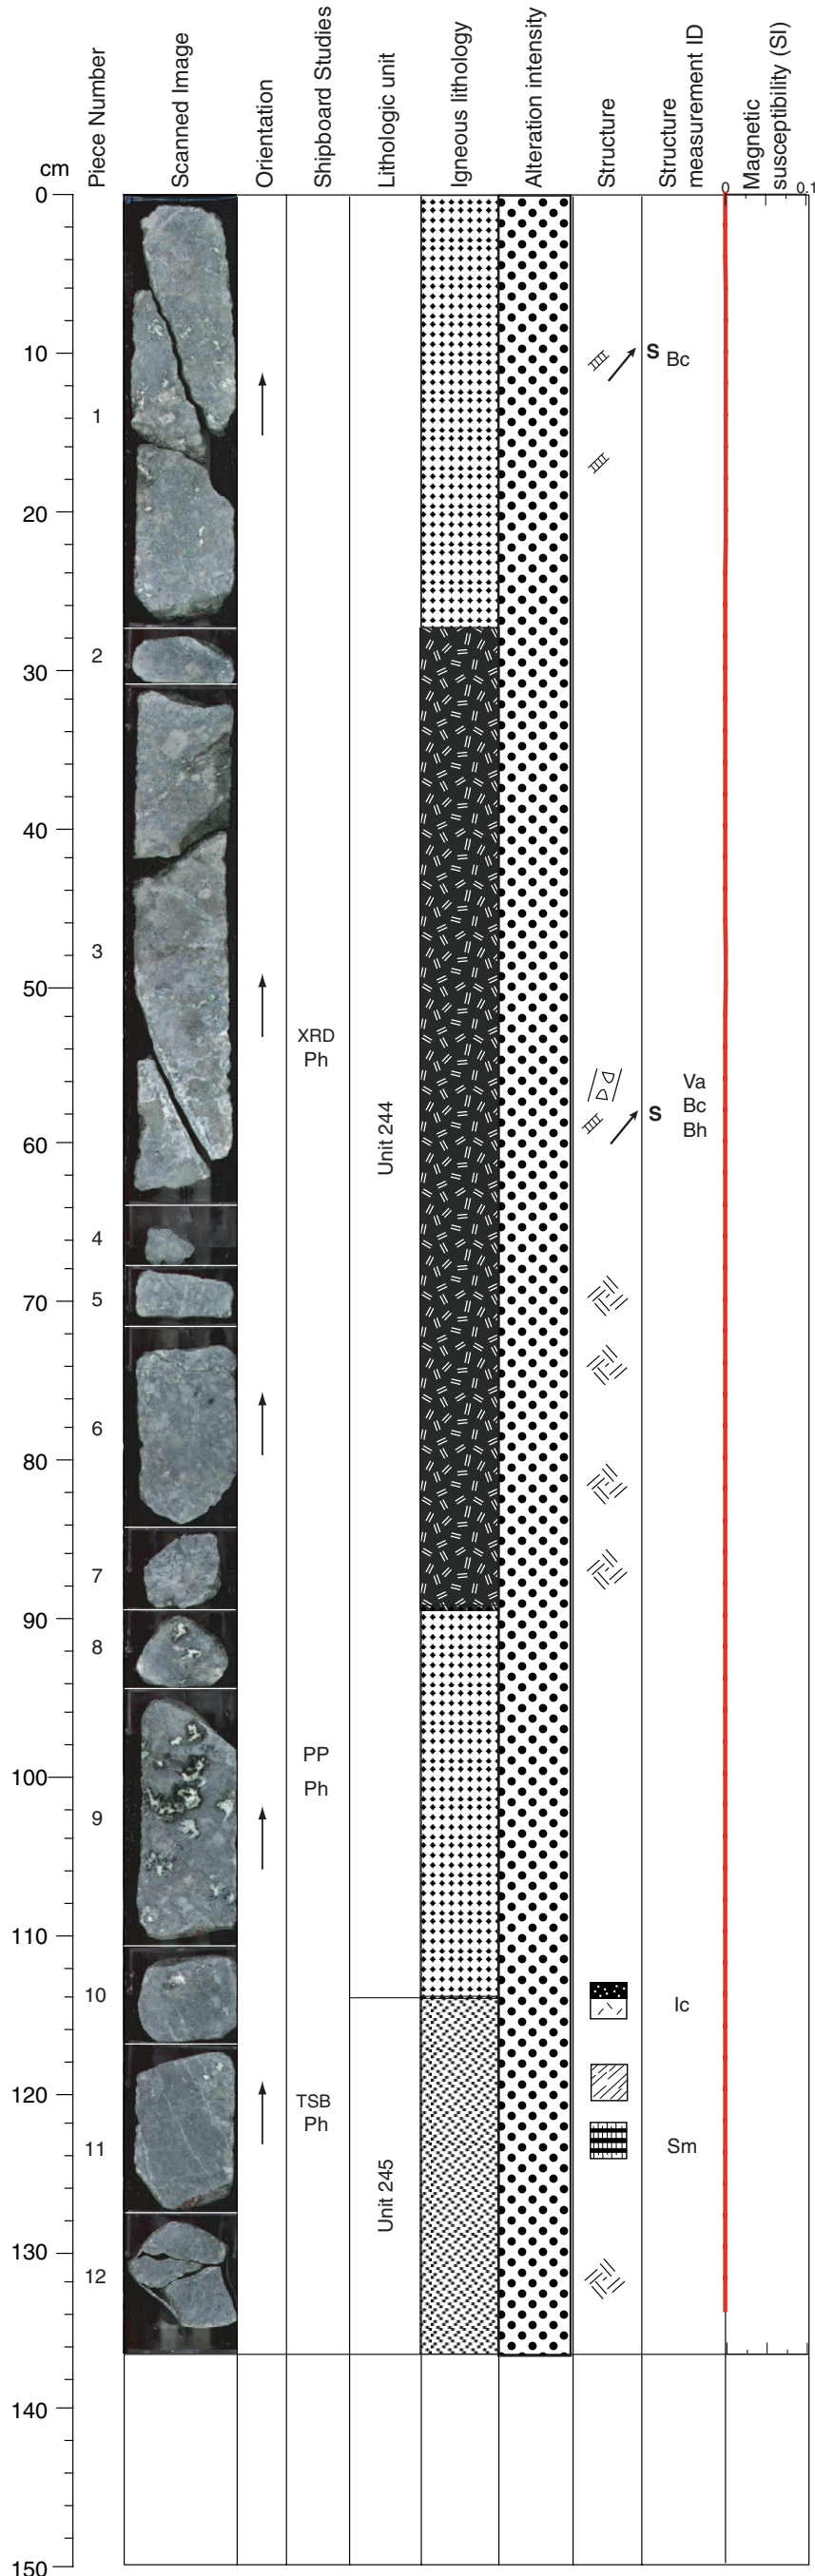 cm
Piece Number
Scanned Image
Orientation
Shipboard Studies
Lithologic unit
Igneous lithology
Alteration intensity
Structure
Structure
measurement ID
Magnetic
susceptibility (SI)
0
0 0.1
10
S Bc
1
20
2
30
40
3
50
XRD
Ph
Va
Bc
S
Bh
60
Unit 244
4
5
70
6
80
7
90
8
PP
100
Ph
9
110
10
Ic
120
TSB
Ph
11
Sm
Unit 245
130
12
140
150